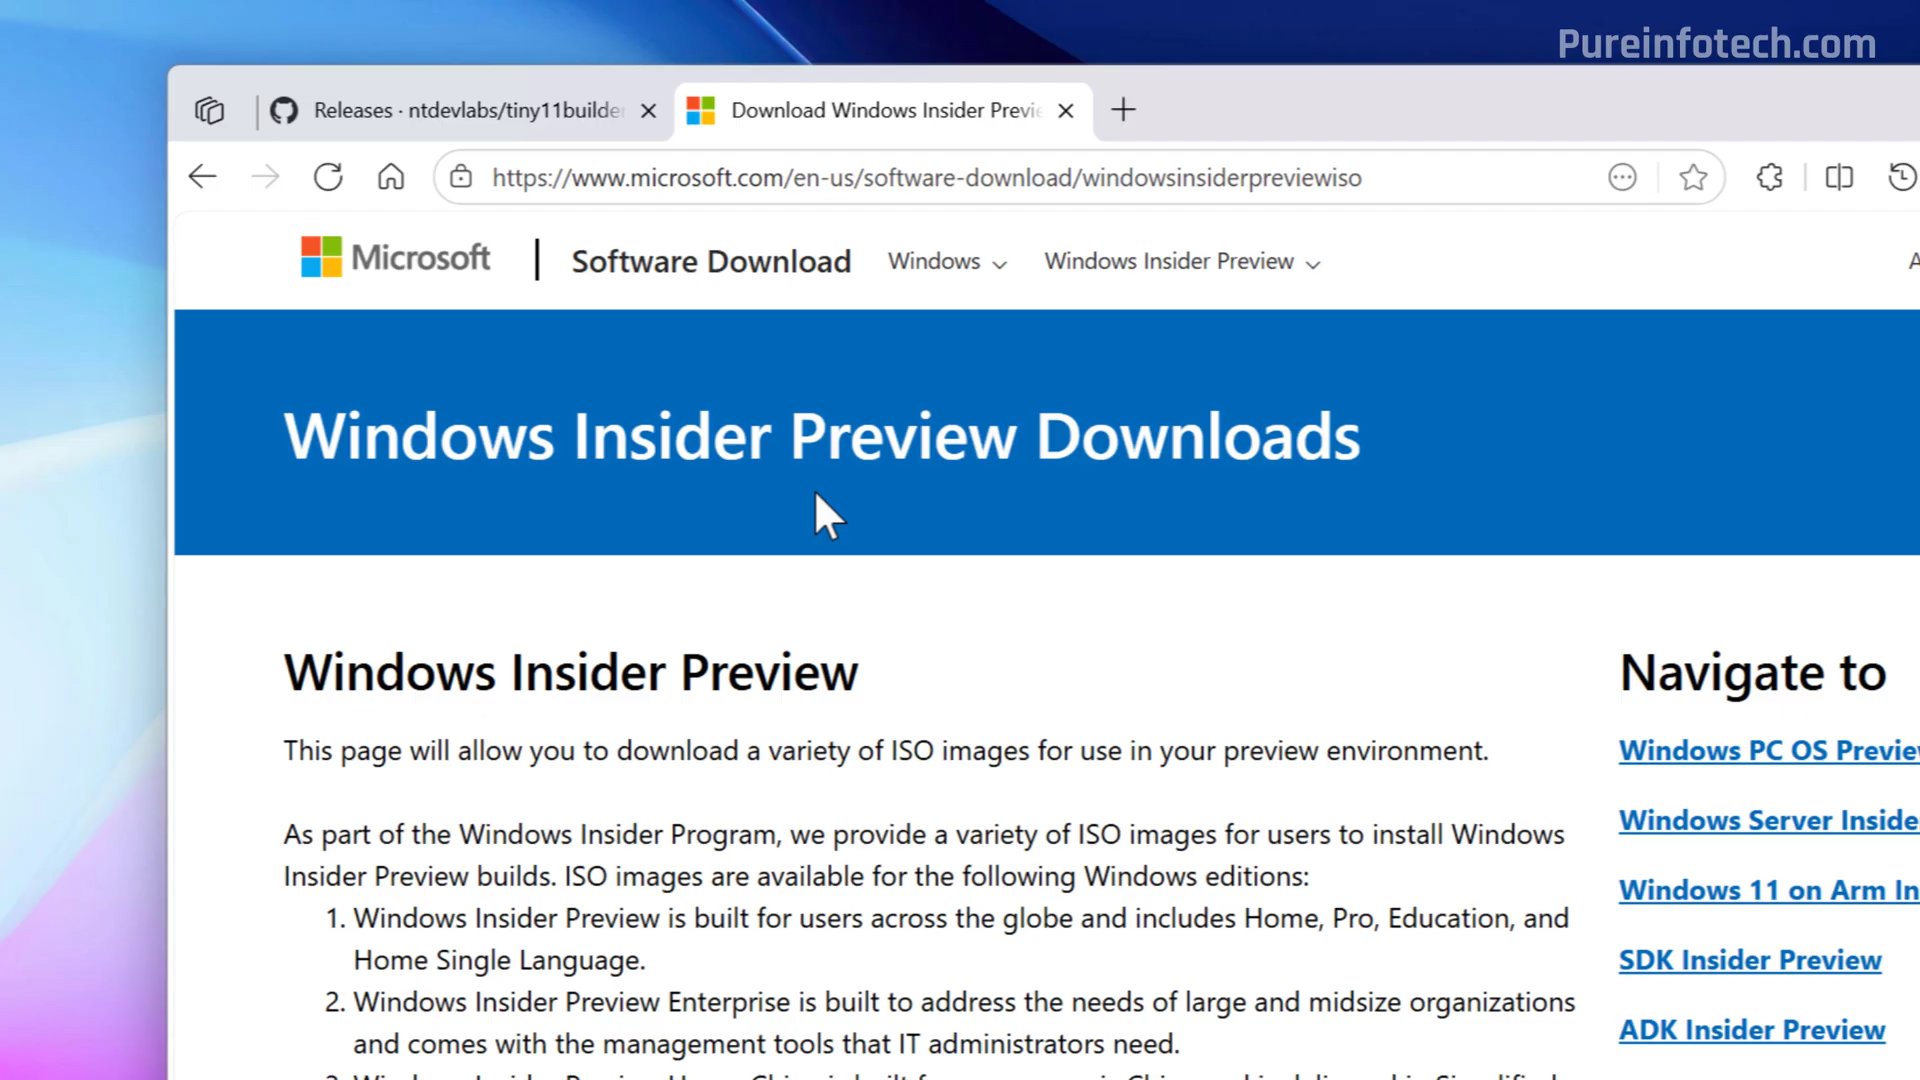 Pureinfotech.com
Releases · ntdevlabs/tiny11builder
Download Windows Insider Previe
https://www.microsoft.com/en-us/software-download/windowsinsiderpreviewiso
Microsoft
Software Download
Windows
Windows Insider Preview
A
Windows Insider Preview Downloads
Windows Insider Preview
This page will allow you to download a variety of ISO images for use in your preview environment.
As part of the Windows Insider Program, we provide a variety of ISO images for users to install Windows
Insider Preview builds. ISO images are available for the following Windows editions:
1. Windows Insider Preview is built for users across the globe and includes Home, Pro, Education, and
Home Single Language.
2. Windows Insider Preview Enterprise is built to address the needs of large and midsize organizations
and comes with the management tools that IT administrators need.
Navigate to
Windows PC OS Preview
Windows Server Inside
Windows 11 on Arm In
SDK Insider Preview
ADK Insider Preview